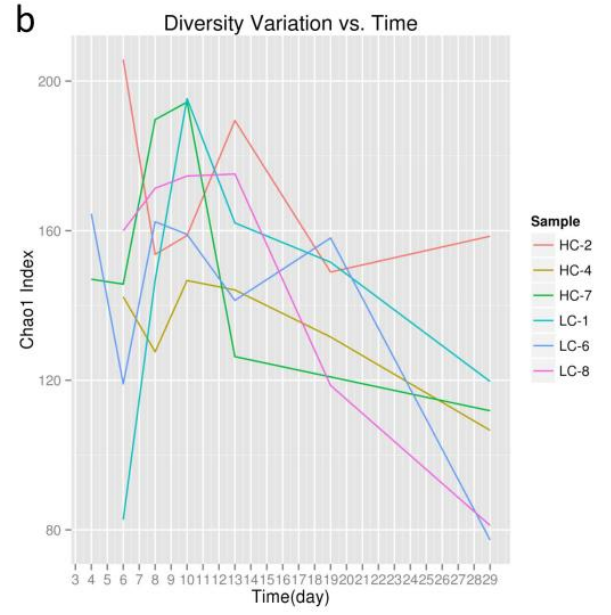 b
Diversity Variation vs. Time
200
160
120
80
Chao1 Index
3 4 5 6 7 8 9 10 11 12 13 14 15 16 17 18 19 20 21 22 23 24 25 26 27 28 29
Time(day)
Sample
HC-2
HC-4
HC-7
LC-1
LC-6
LC-8